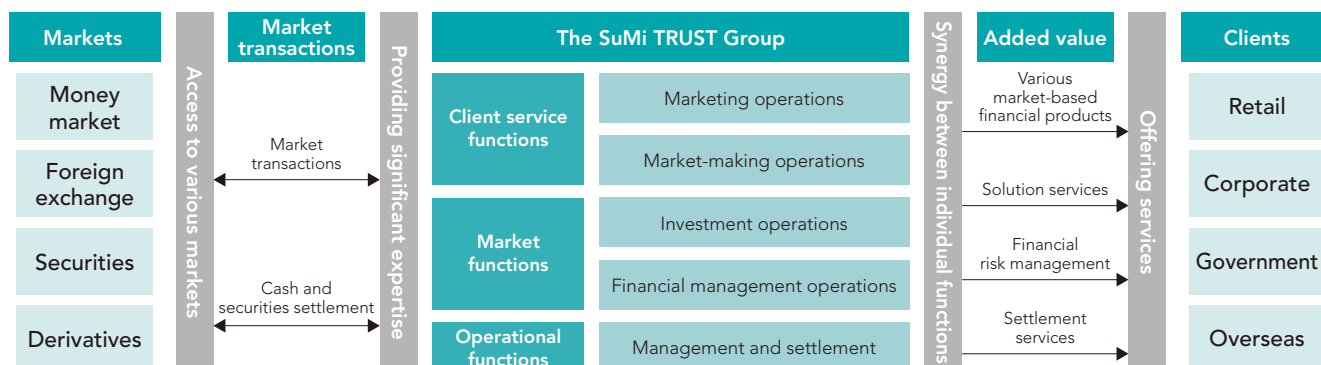 Markets
Money
market
Foreign
exchange
Securities
Derivatives
Access to various markets
Market
transactions
Market
transactions
Cash and
securities settlement
Providing significant expertise
The SuMi TRUST Group
Client service
functions
Marketing operations
Market-making operations
Market
functions
Investment operations
Financial management operations
Operational
functions
Management and settlement
Synergy between individual functions
Added value
Various
market-based
financial products
Solution services
Financial
risk management
Settlement
services
Offering services
Clients
Retail
Corporate
Government
Overseas